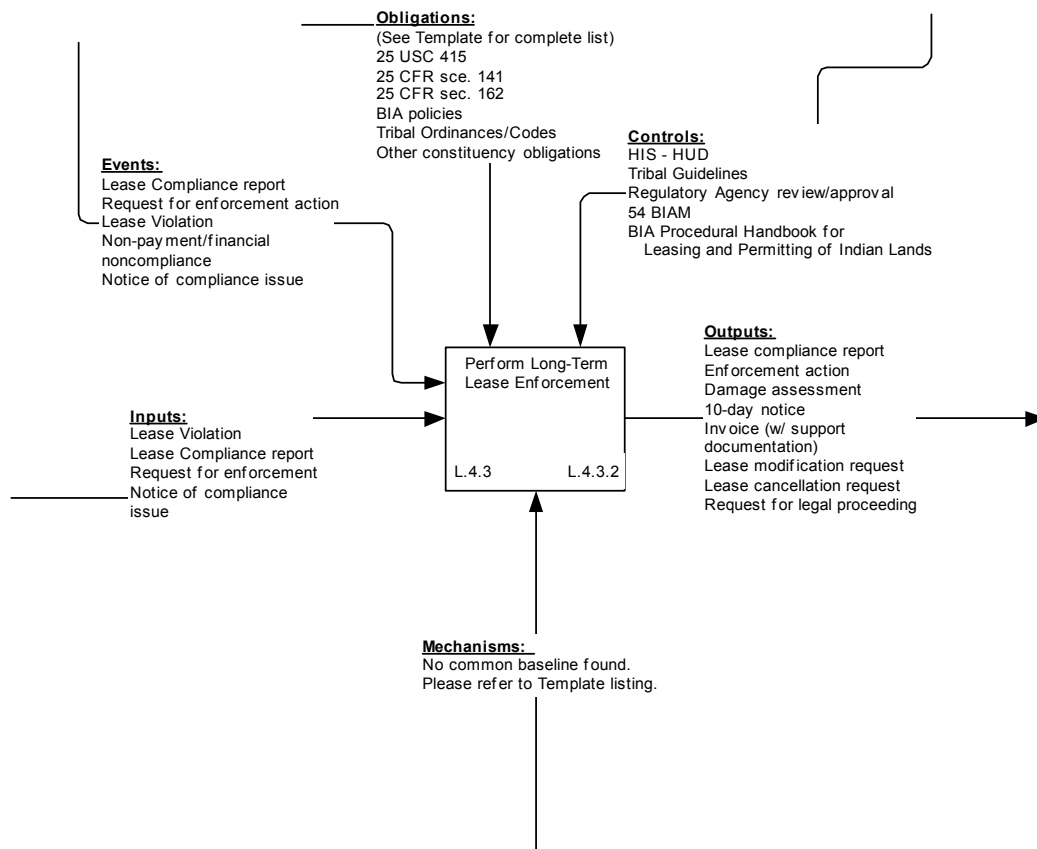 Obligations:
(See Template for complete list)
25 USC 415
25 CFR sce. 141
25 CFR sec. 162
BIA policies
Tribal Ordinances/Codes
Other constituency obligations
Controls:
HIS - HUD
Tribal Guidelines
Regulatory Agency review/approval
54 BIAM
BIA Procedural Handbook for
Leasing and Permitting of Indian Lands
Events:
Lease Compliance report
Request for enforcement action
Lease Violation
Non-payment/financial
noncompliance
Notice of compliance issue
Perform Long-Term
Lease Enforcement
L.4.3 L.4.3.2
Outputs:
Lease compliance report
Enforcement action
Damage assessment
10-day notice
Invoice (w/ support
documentation)
Lease modification request
Lease cancellation request
Request for legal proceeding
Inputs:
Lease Violation
Lease Compliance report
Request for enforcement
Notice of compliance
issue
Mechanisms:
No common baseline found.
Please refer to Template listing.